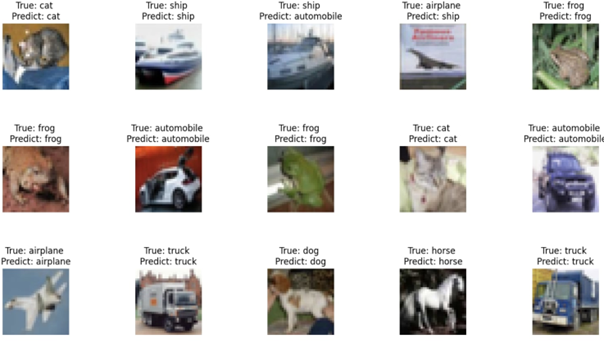 True: cat
Predict: cat
True: ship
Predict: ship
True: ship
Predict: automobile
True: airplane
Predict: ship
True: frog
Predict: frog
True: frog
Predict: frog
True: automobile
Predict: automobile
True: frog
Predict: frog
True: cat
Predict: cat
True: automobile
Predict: automobile
True: airplane
Predict: airplane
True: truck
Predict: truck
True: dog
Predict: dog
True: horse
Predict: horse
True: truck
Predict: truck